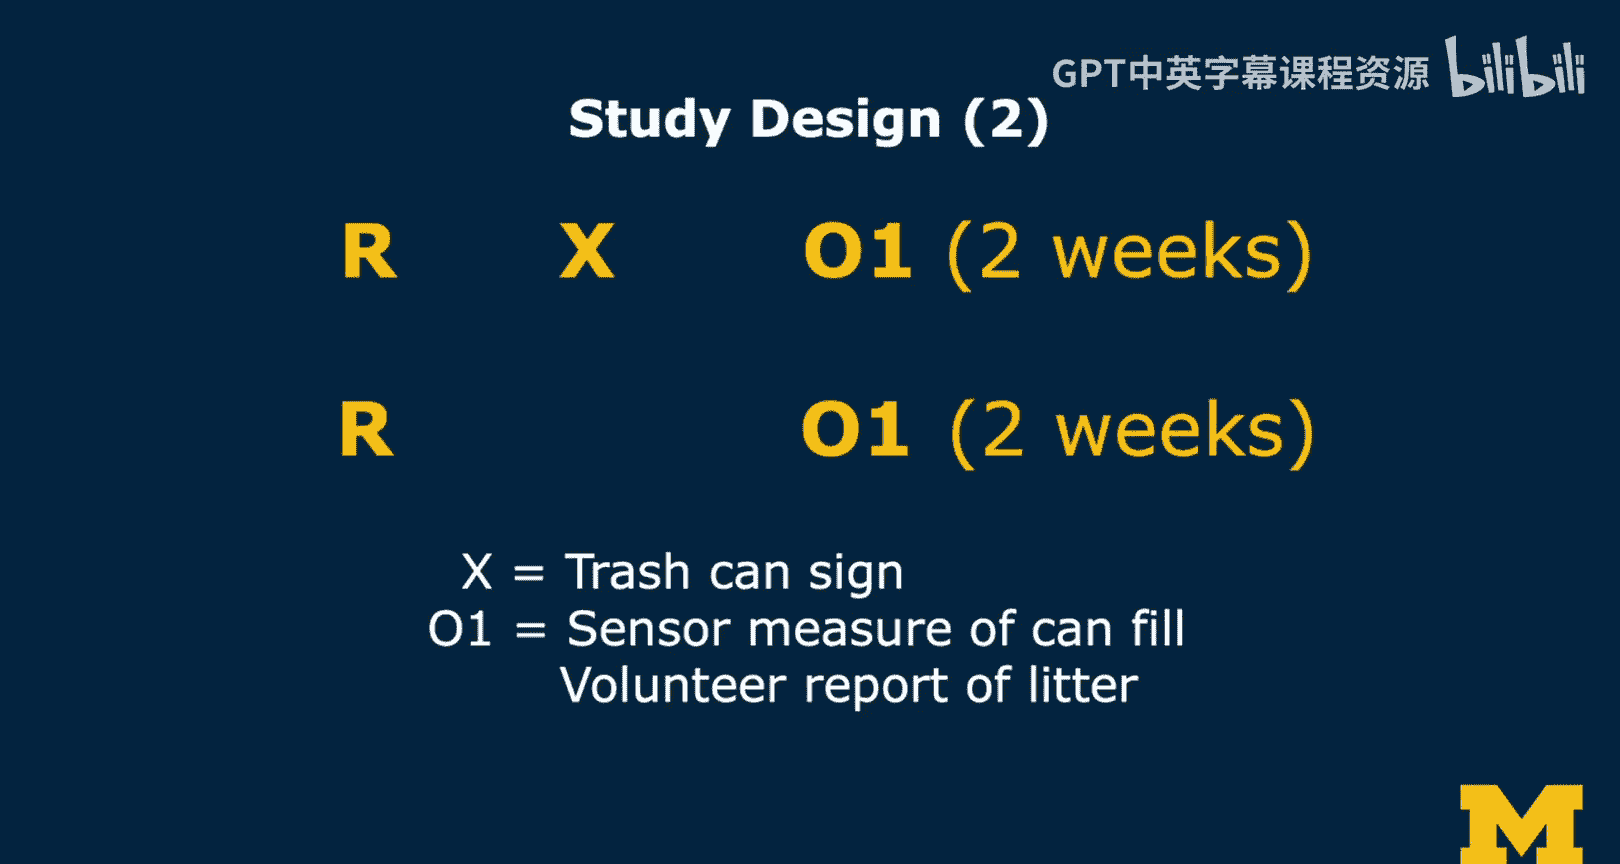 GPT中英字幕课程资源 bilibili
Study Design (2)
R X O1 (2 weeks)
R O1 (2 weeks)
X = Trash can sign
O1 = Sensor measure of can fill
Volunteer report of litter
M